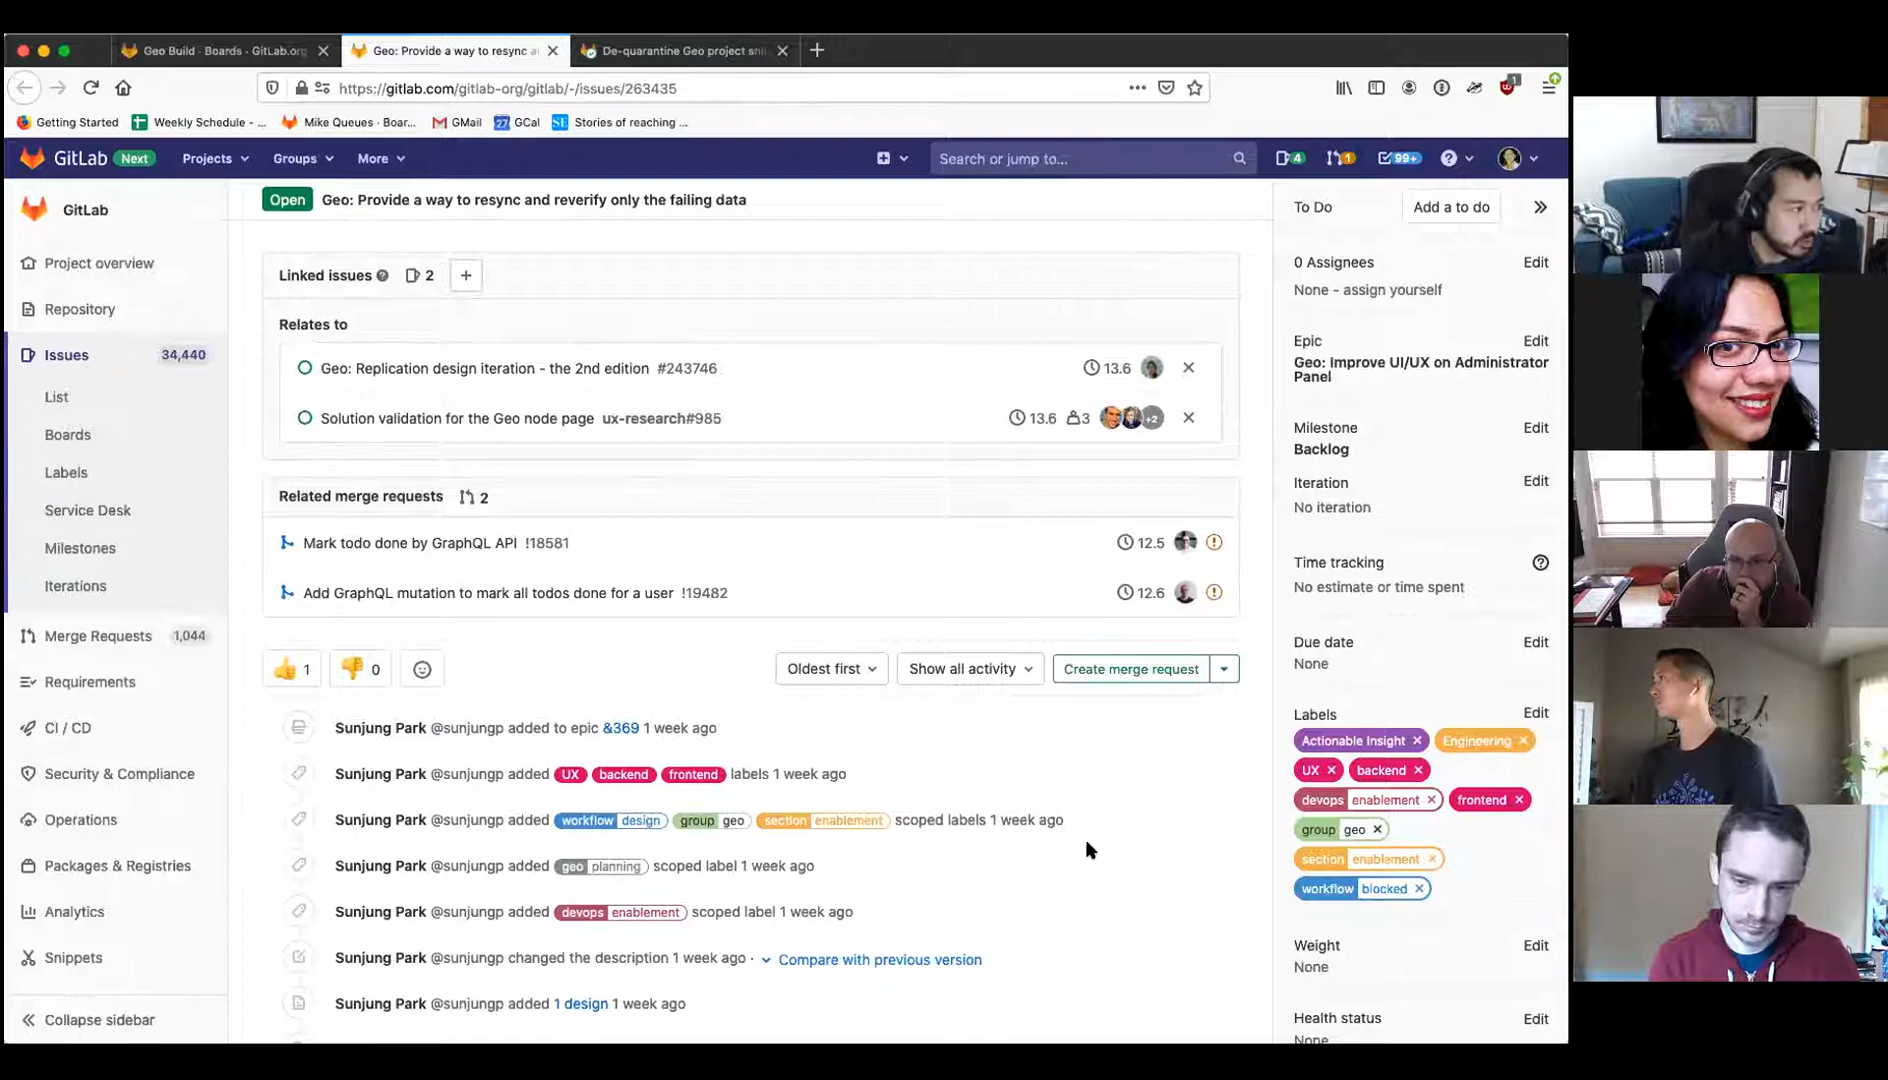 Geo Build · Boards · GitLab.org
Geo: Provide a way to resync a
De-quarantine Geo project sni
https://gitlab.com/gitlab-org/gitlab/-/issues/263435
1
Getting Started
Weekly Schedule - ...
Mike Queues · Boar...
GMail
27 GCal
SE Stories of reaching ...
GitLab Next
Projects
Groups
More
Search or jump to...
4
1
99+
GitLab
Project overview
Repository
Issues 34,440
List
Boards
Labels
Service Desk
Milestones
Iterations
Merge Requests 1,044
Requirements
CI / CD
Security & Compliance
Operations
Packages & Registries
Analytics
Snippets
Collapse sidebar
Open Geo: Provide a way to resync and reverify only the failing data
Linked issues 2
Relates to
Geo: Replication design iteration - the 2nd edition #243746 13.6
Solution validation for the Geo node page ux-research#985 13.6 3 +2
Related merge requests 2
Mark todo done by GraphQL API !18581 12.5
Add GraphQL mutation to mark all todos done for a user !19482 12.6
1 0
Oldest first
Show all activity
Create merge request
Sunjung Park @sunjungp added to epic &369 1 week ago
Sunjung Park @sunjungp added UX backend frontend labels 1 week ago
Sunjung Park @sunjungp added workflow design group geo section enablement scoped labels 1 week ago
Sunjung Park @sunjungp added geo planning scoped label 1 week ago
Sunjung Park @sunjungp added devops enablement scoped label 1 week ago
Sunjung Park @sunjungp changed the description 1 week ago · Compare with previous version
Sunjung Park @sunjungp added 1 design 1 week ago
To Do
Add a to do
0 Assignees Edit
None - assign yourself
Epic Edit
Geo: Improve UI/UX on Administrator
Panel
Milestone Edit
Backlog
Iteration Edit
No iteration
Time tracking
No estimate or time spent
Due date Edit
None
Labels Edit
Actionable Insight Engineering
UX backend
devops enablement frontend
group geo
section enablement
workflow blocked
Weight Edit
None
Health status Edit
None